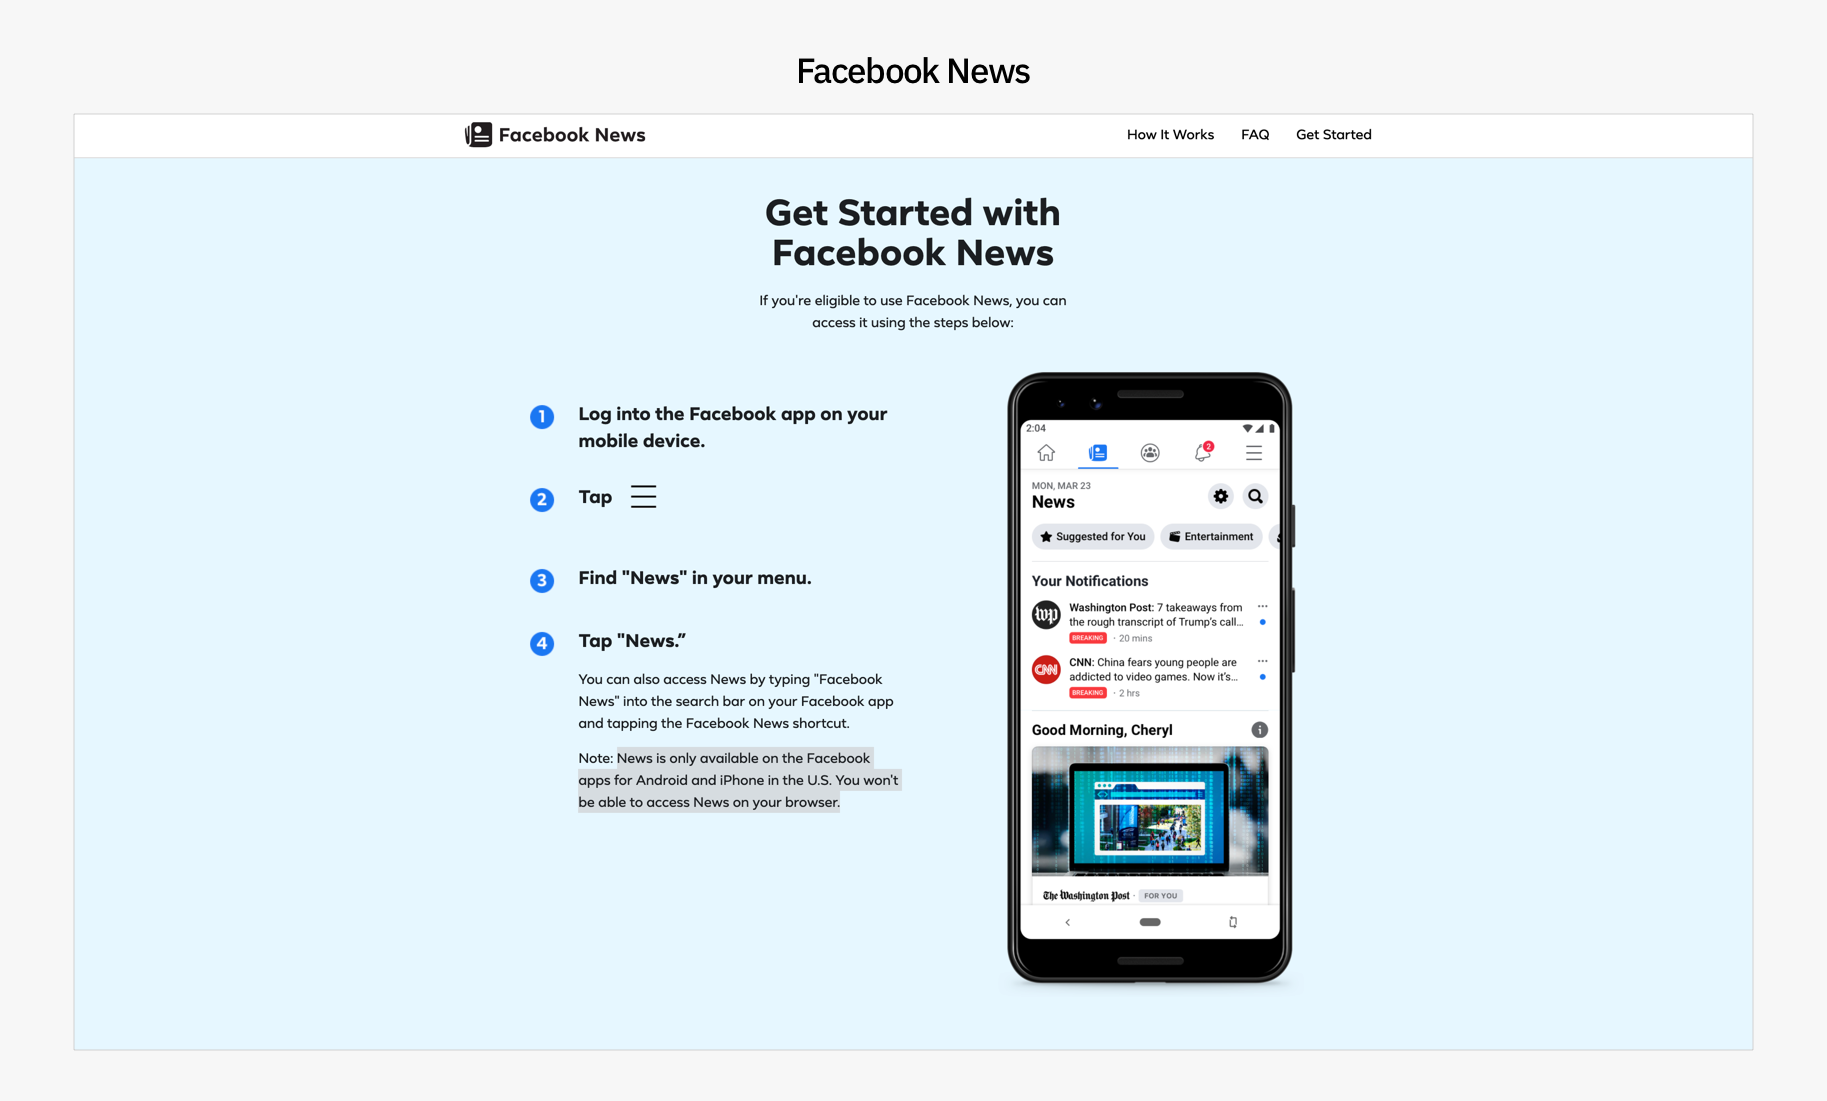 Facebook News
Facebook News
How It Works
FAQ
Get Started
Get Started with
Facebook News
If you're eligible to use Facebook News, you can
access it using the steps below:
1
Log into the Facebook app on your
mobile device.
2
Tap
3
Find "News" in your menu.
4
Tap "News.”
You can also access News by typing "Facebook
News" into the search bar on your Facebook app
and tapping the Facebook News shortcut.
Note: News is only available on the Facebook
apps for Android and iPhone in the U.S. You won't
be able to access News on your browser.
2:04
2
MON, MAR 23
News
Suggested for You
Entertainment
Your Notifications
wp
Washington Post: 7 takeaways from
the rough transcript of Trump's call...
BREAKING · 20 mins
CNN
CNN: China fears young people are
addicted to video games. Now it's...
BREAKING · 2 hrs
Good Morning, Cheryl
i
The Washington Post · FOR YOU